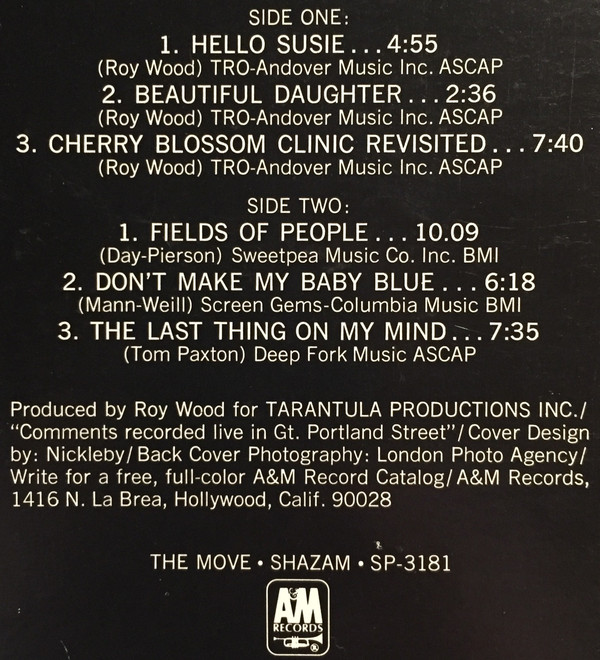 SIDE ONE:
1. HELLO SUSIE...4:55
(Roy Wood) TRO-Andover Music Inc. ASCAP
2. BEAUTIFUL DAUGHTER...2:36
(Roy Wood) TRO-Andover Music Inc. ASCAP
3. CHERRY BLOSSOM CLINIC REVISITED...7:40
(Roy Wood) TRO-Andover Music Inc. ASCAP
SIDE TWO:
1. FIELDS OF PEOPLE...10.09
(Day-Pierson) Sweetpea Music Co. Inc. BMI
2. DON'T MAKE MY BABY BLUE...6:18
(Mann-Weill) Screen Gems-Columbia Music BMI
3. THE LAST THING ON MY MIND...7:35
(Tom Paxton) Deep Fork Music ASCAP
Produced by Roy Wood for TARANTULA PRODUCTIONS INC./
"Comments recorded live in Gt. Portland Street"/Cover Design
by: Nickleby/Back Cover Photography: London Photo Agency/
Write for a free, full-color A&M Record Catalog/A&M Records,
1416 N. La Brea, Hollywood, Calif. 90028
THE MOVE • SHAZAM • SP-3181
A&M
RECORDS
®